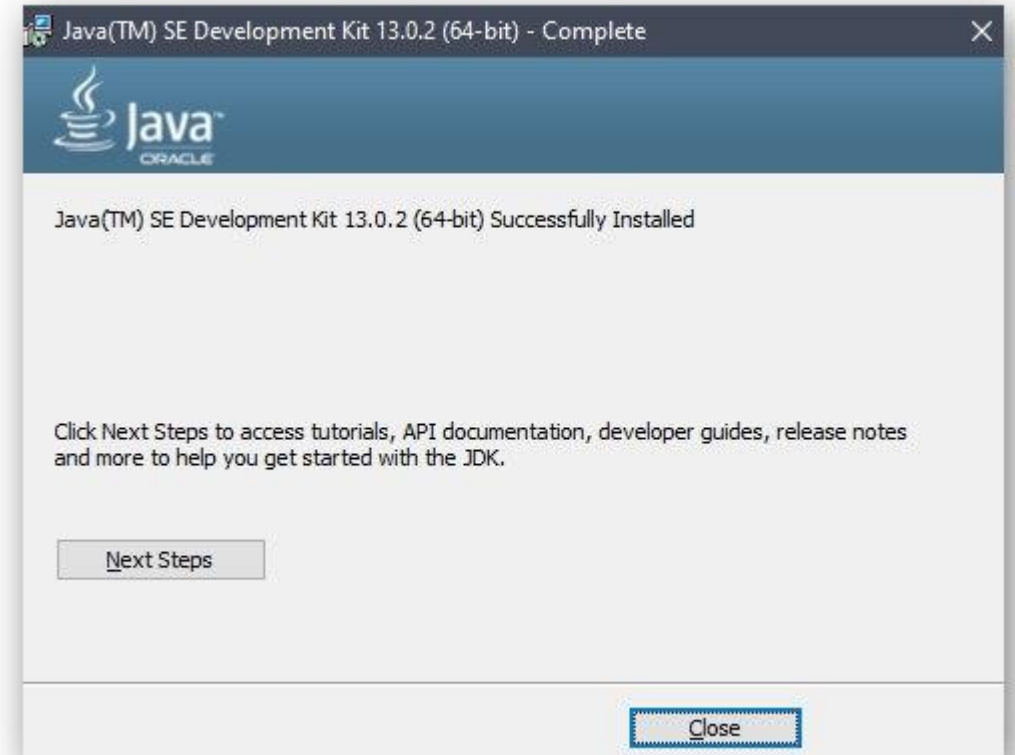 Java(TM) SE Development Kit 13.0.2 (64-bit) - Complete
Java™
ORACLE
Java(TM) SE Development Kit 13.0.2 (64-bit) Successfully Installed
Click Next Steps to access tutorials, API documentation, developer guides, release notes
and more to help you get started with the JDK.
Next Steps
Close